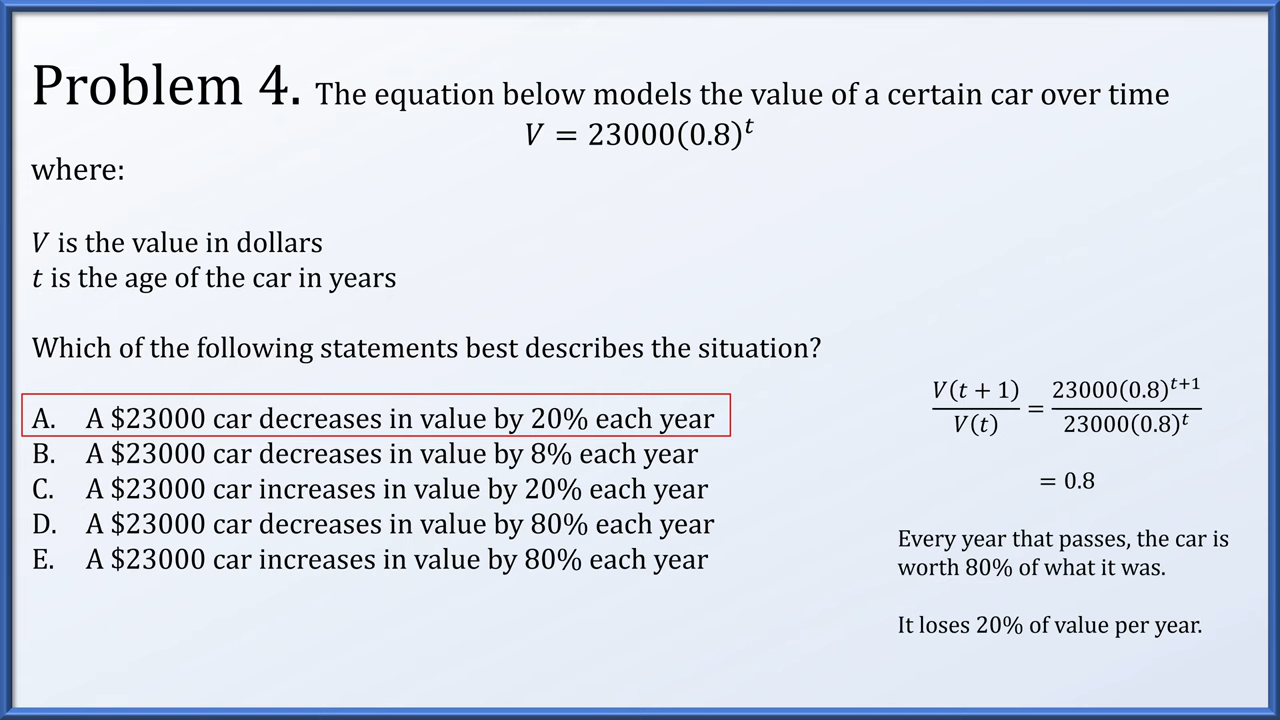 Problem 4. The equation below models the value of a certain car over time
V = 23000(0.8)^t
where:
V is the value in dollars
t is the age of the car in years
Which of the following statements best describes the situation?
A. A $23000 car decreases in value by 20% each year
B. A $23000 car decreases in value by 8% each year
C. A $23000 car increases in value by 20% each year
D. A $23000 car decreases in value by 80% each year
E. A $23000 car increases in value by 80% each year
V(t + 1)/V(t) = 23000(0.8)^{t+1}/23000(0.8)^t
= 0.8
Every year that passes, the car is
worth 80% of what it was.
It loses 20% of value per year.